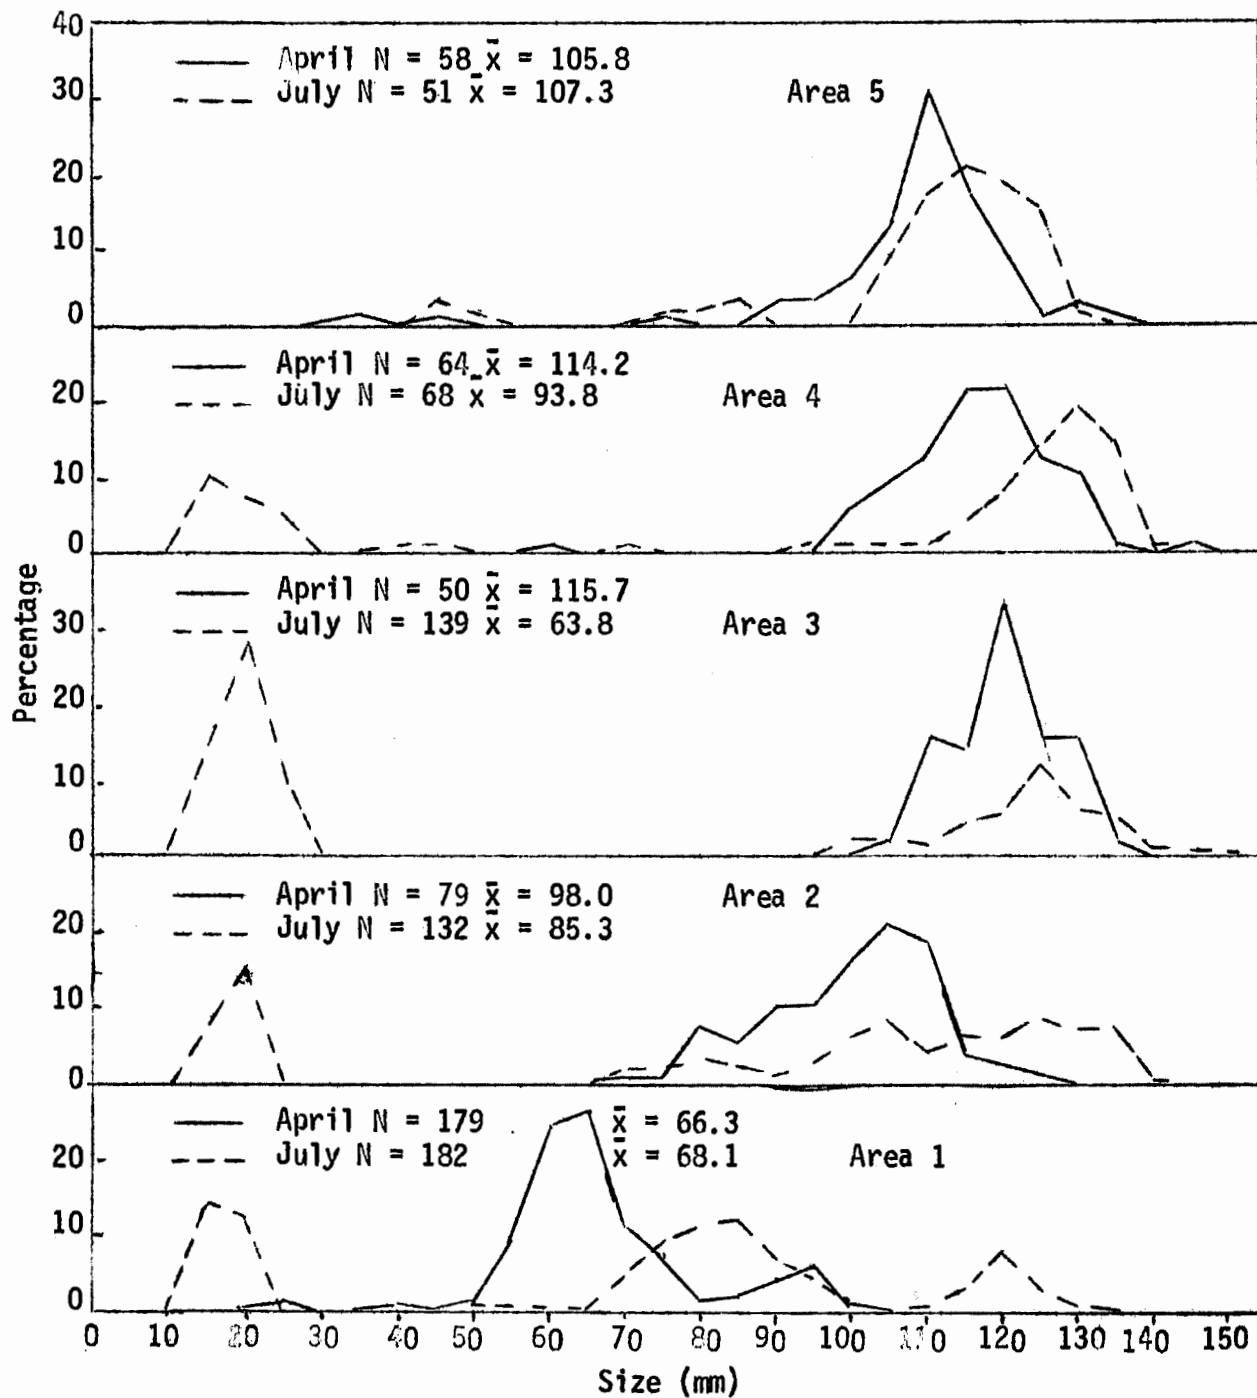 40
April N = 58 x̄ = 105.8
July N = 51 x̄ = 107.3
Area 5
30
20
10
0
April N = 64 x̄ = 114.2
July N = 68 x̄ = 93.8
Area 4
20
10
0
April N = 50 x̄ = 115.7
July N = 139 x̄ = 63.8
Area 3
30
20
10
0
Percentage
April N = 79 x̄ = 98.0
July N = 132 x̄ = 85.3
Area 2
20
10
0
April N = 179 x̄ = 66.3
July N = 182 x̄ = 68.1
Area 1
20
10
0
0 10 20 30 40 50 60 70 80 90 100 110 120 130 140 150
Size (mm)